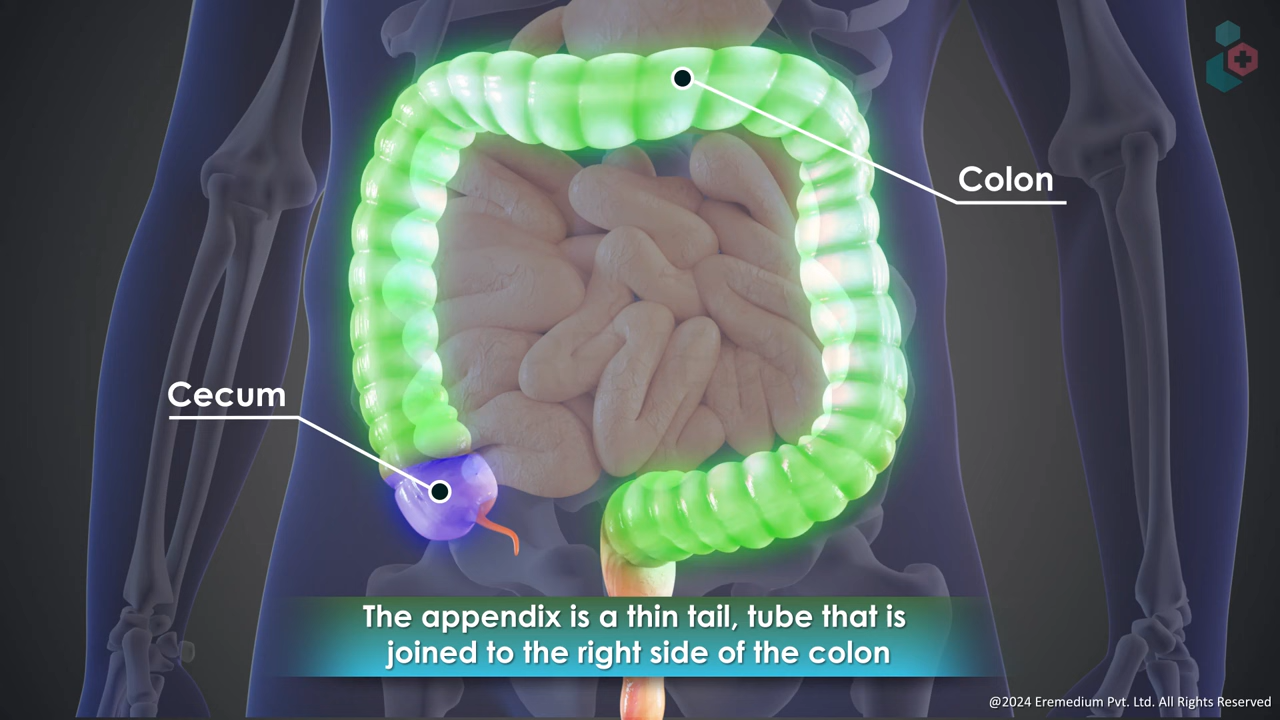 Colon
Cecum
The appendix is a thin tail, tube that is
joined to the right side of the colon
@2024 Eremedium Pvt. Ltd. All Rights Reserved